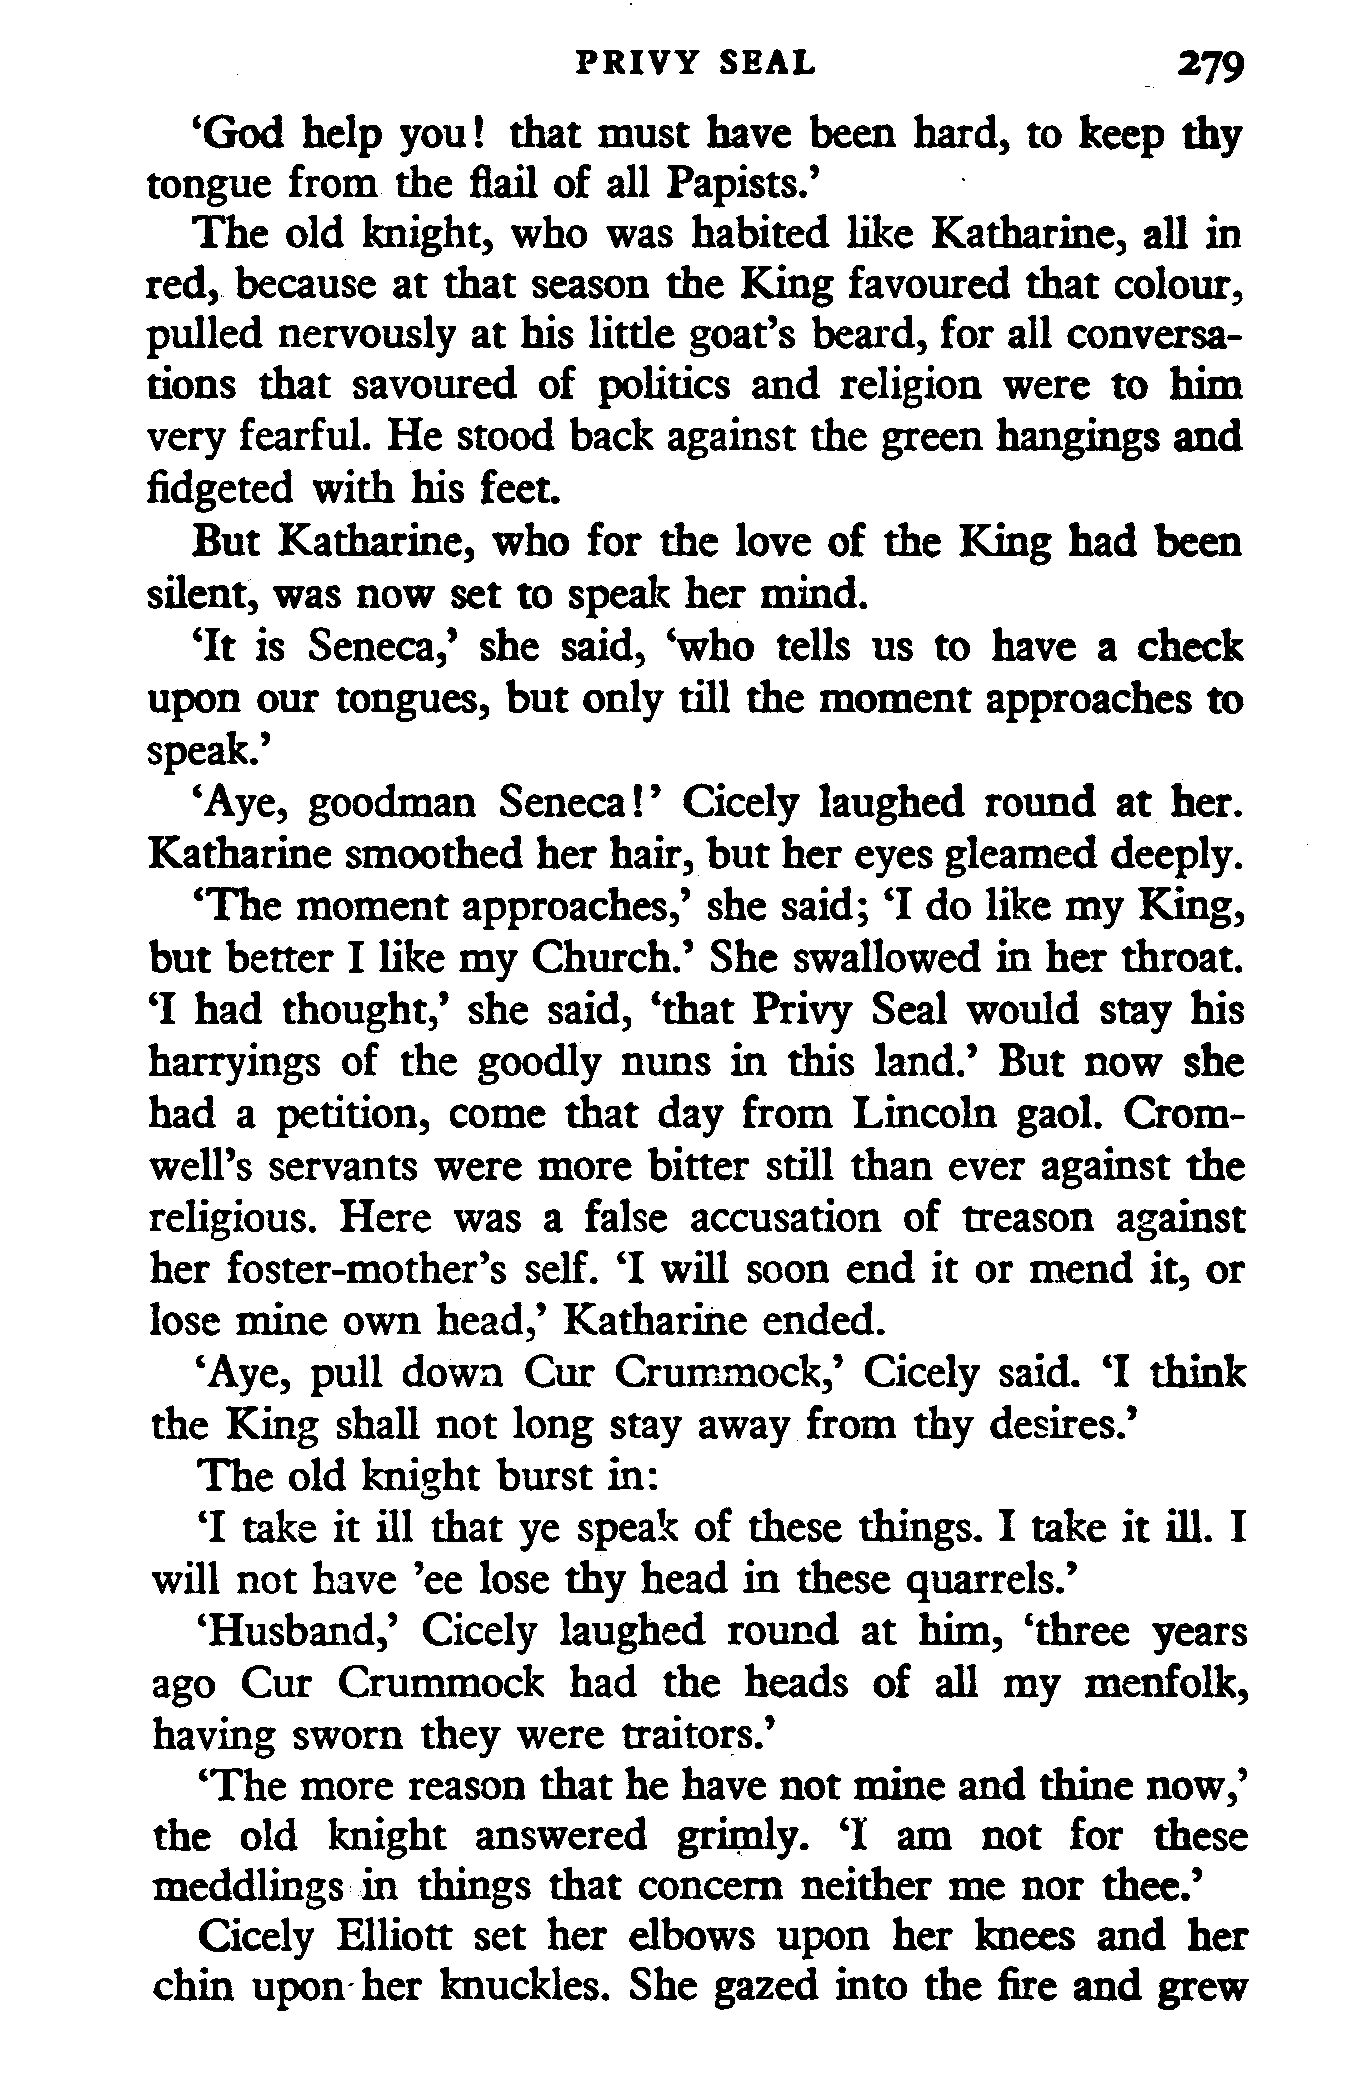 PRIVY SEAL 279
‘God help you! that must have been hard, to keep thy
tongue from the flail of all Papists.’
The old knight, who was habited like Katharine, all in
red, because at that season the King favoured that colour,
pulled nervously at his little goat’s beard, for all conversa-
tions that savoured of politics and religion were to him
very fearful. He stood back against the green hangings and
fidgeted with his feet.
But Katharine, who for the love of the King had been
silent, was now set to speak her mind.
‘It is Seneca,’ she said, ‘who tells us to have a check
upon our tongues, but only till the moment approaches to
speak.’
‘Aye, goodman Seneca!’ Cicely laughed round at her.
Katharine smoothed her hair, but her eyes gleamed deeply.
‘The moment approaches,’ she said; ‘I do like my King,
but better I like my Church.’ She swallowed in her throat.
‘I had thought,’ she said, ‘that Privy Seal would stay his
harryings of the goodly nuns in this land.’ But now she
had a petition, come that day from Lincoln gaol. Crom-
well’s servants were more bitter still than ever against the
religious. Here was a false accusation of treason against
her foster-mother’s self. ‘I will soon end it or mend it, or
lose mine own head,’ Katharine ended.
‘Aye, pull down Cur Crummock,’ Cicely said. ‘I think
the King shall not long stay away from thy desires.’
The old knight burst in:
‘I take it ill that ye speak of these things. I take it ill. I
will not have ’ee lose thy head in these quarrels.’
‘Husband,’ Cicely laughed round at him, ‘three years
ago Cur Crummock had the heads of all my menfolk,
having sworn they were traitors.’
‘The more reason that he have not mine and thine now,’
the old knight answered grimly. ‘I am not for these
meddlings in things that concern neither me nor thee.’
Cicely Elliott set her elbows upon her knees and her
chin upon her knuckles. She gazed into the fire and grew